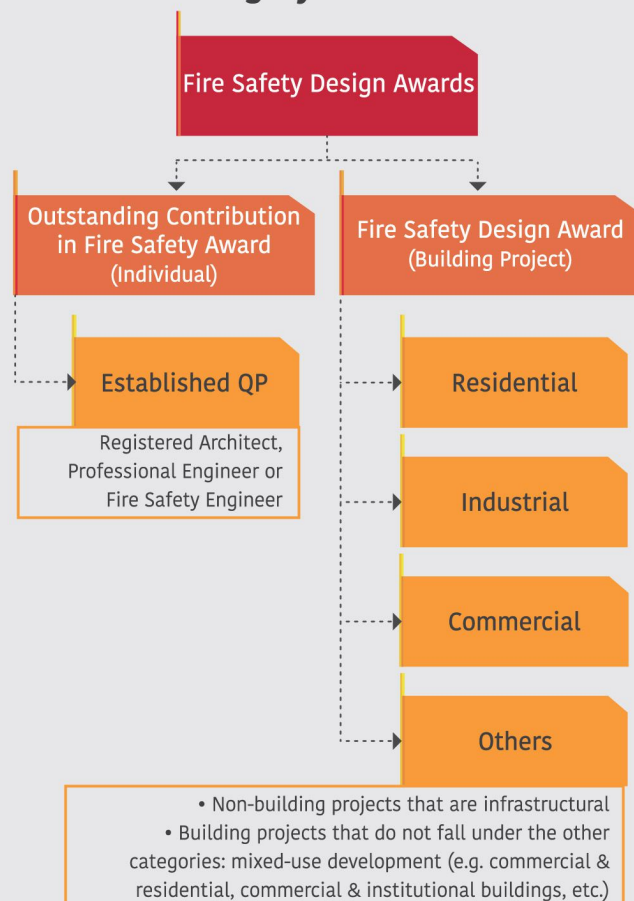 Fire Safety Design Awards
Outstanding Contribution
in Fire Safety Award
(Individual)
Fire Safety Design Award
(Building Project)
Established QP
Registered Architect,
Professional Engineer or
Fire Safety Engineer
Residential
Industrial
Commercial
Others
• Non-building projects that are infrastructural
• Building projects that do not fall under the other
categories: mixed-use development (e.g. commercial &
residential, commercial & institutional buildings, etc.)